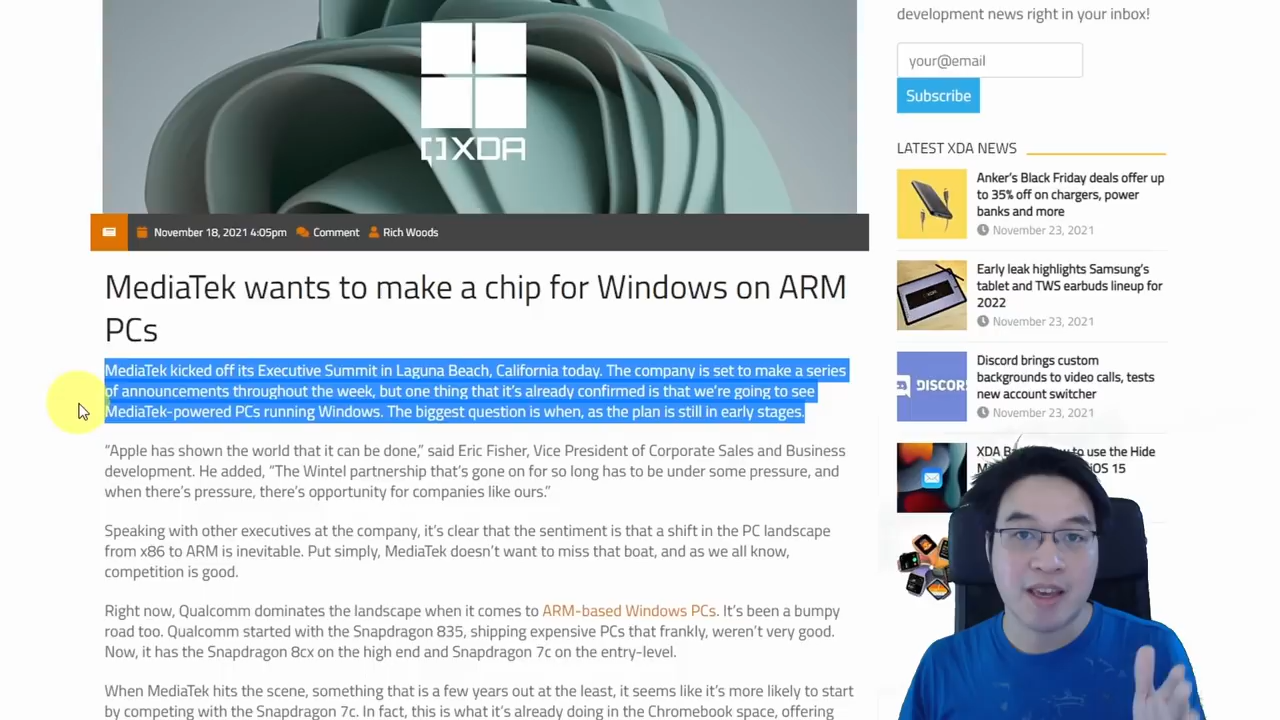 development news right in your inbox!
your@email
Subscribe
XDA
November 18, 2021 4:05pm Comment Rich Woods
MediaTek wants to make a chip for Windows on ARM
PCs
MediaTek kicked off its Executive Summit in Laguna Beach, California today. The company is set to make a series
of announcements throughout the week, but one thing that it's already confirmed is that we're going to see
MediaTek-powered PCs running Windows. The biggest question is when, as the plan is still in early stages.
“Apple has shown the world that it can be done,” said Eric Fisher, Vice President of Corporate Sales and Business
development. He added, “The Wintel partnership that's gone on for so long has to be under some pressure, and
when there's pressure, there's opportunity for companies like ours.”
Speaking with other executives at the company, it's clear that the sentiment is that a shift in the PC landscape
from x86 to ARM is inevitable. Put simply, MediaTek doesn't want to miss that boat, and as we all know,
competition is good.
Right now, Qualcomm dominates the landscape when it comes to ARM-based Windows PCs. It's been a bumpy
road too. Qualcomm started with the Snapdragon 835, shipping expensive PCs that frankly, weren't very good.
Now, it has the Snapdragon 8cx on the high end and Snapdragon 7c on the entry-level.
When MediaTek hits the scene, something that is a few years out at the least, it seems like it's more likely to start
by competing with the Snapdragon 7c. In fact, this is what it's already doing in the Chromebook space, offering
LATEST XDA NEWS
Anker's Black Friday deals offer up
to 35% off on chargers, power
banks and more
November 23, 2021
Early leak highlights Samsung's
tablet and TWS earbuds lineup for
2022
November 23, 2021
DISCOR
Discord brings custom
backgrounds to video calls, tests
new account switcher
November 23, 2021
XDA to use the Hide
iOS 15